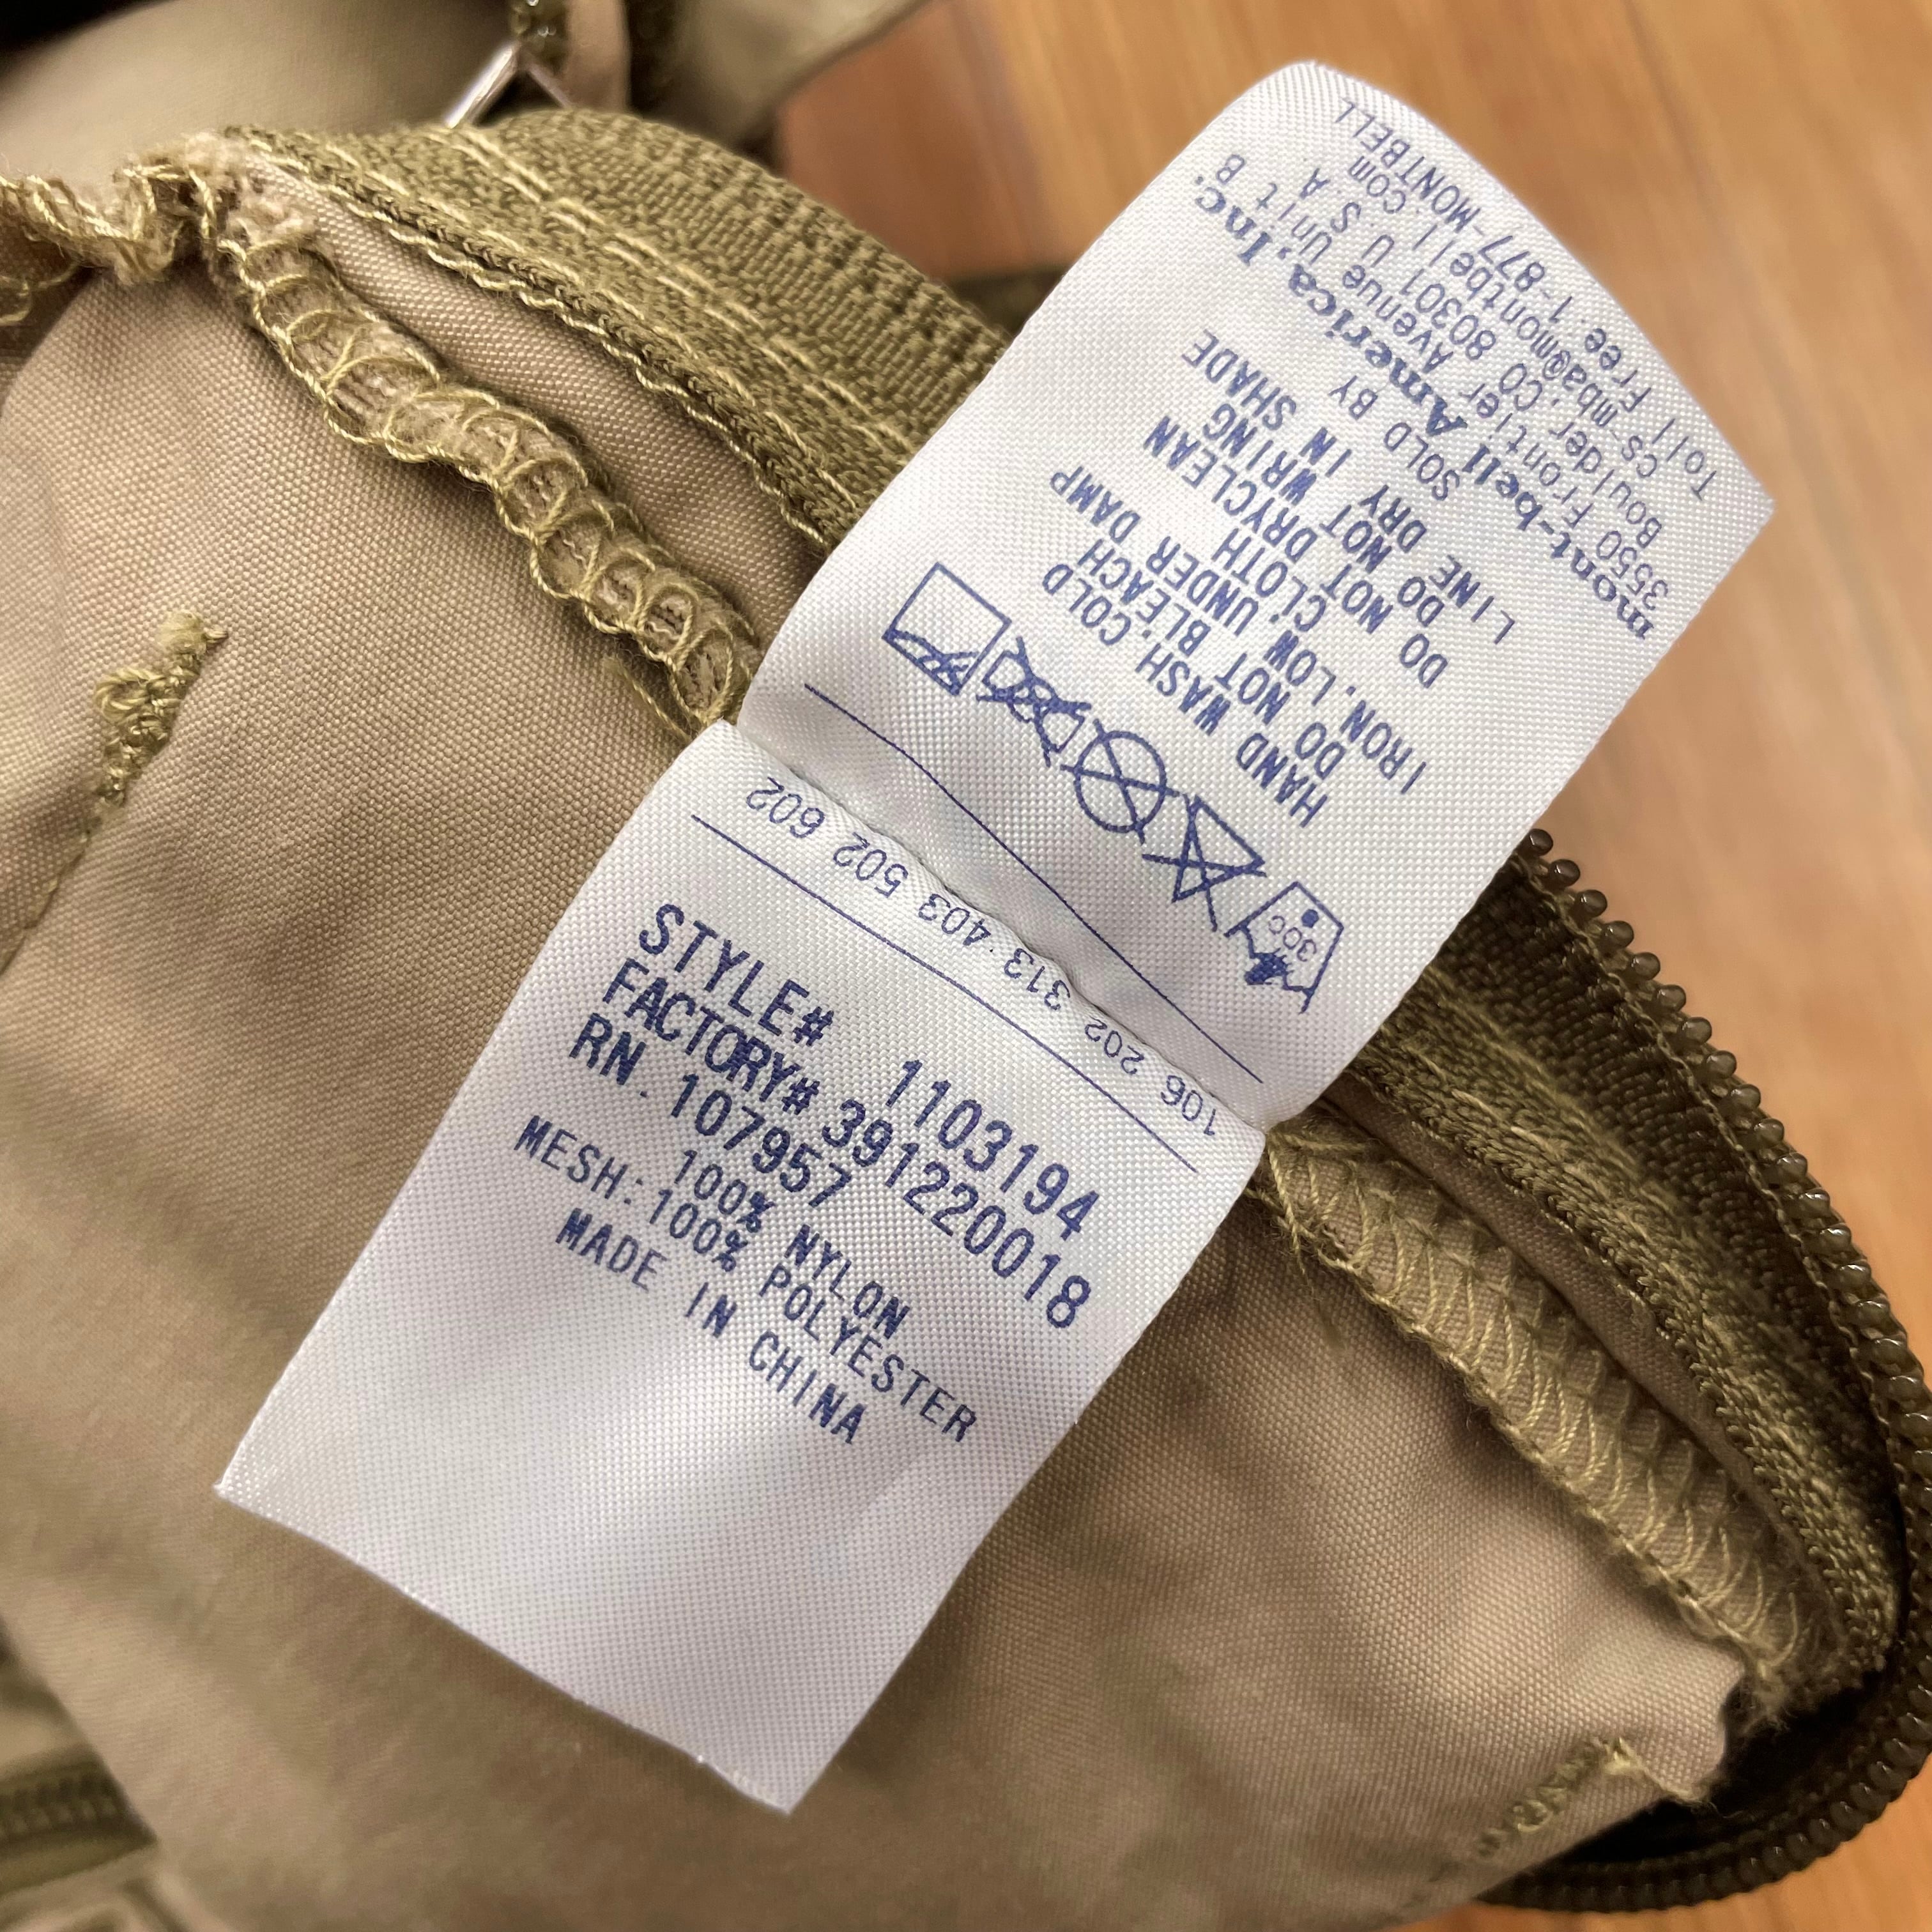 STYLE# 1103194
FACTORY# 391220018
RN. 107957
100% NYLON
MESH:100% POLYESTER
MADE IN CHINA
106 202 313 403 502 602
30c
HAND WASH.COLD
DO NOT BLEACH
IRON.LOW UNDER DAMP
CLOTH
DO NOT DRYCLEAN
DO NOT WRING
LINE DRY IN SHADE
SOLD BY
mont-bell America,Inc.
3550 Frontier Avenue Unit B
Boulder, CO 80301 U.S.A.
cs-mba@montbell.com
Toll Free:1-877-MONTBELL